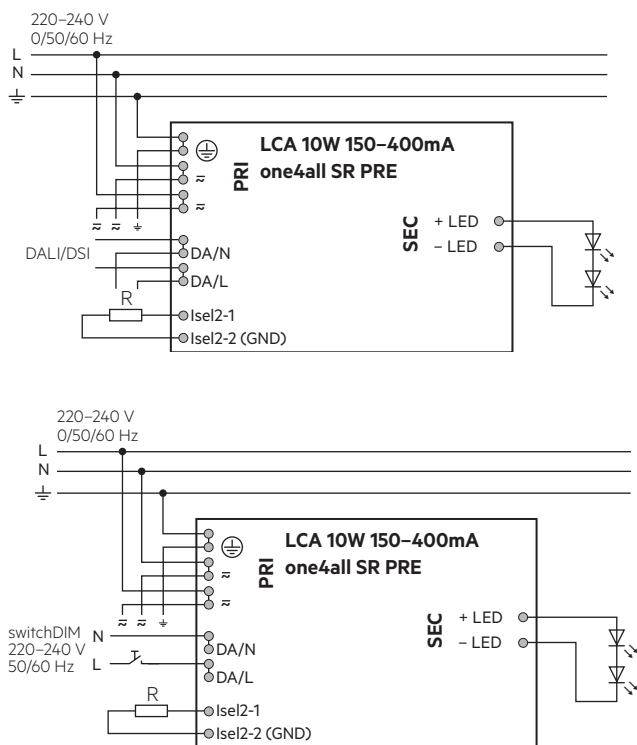 220–240 V
0/50/60 Hz
L
N
LCA 10W 150–400mA
one4all SR PRE
PRI
SEC
+ LED
– LED
DALI/DSI
DA/N
DA/L
R
Isel2-1
Isel2-2 (GND)
220–240 V
0/50/60 Hz
L
N
LCA 10W 150–400mA
one4all SR PRE
PRI
SEC
+ LED
– LED
switchDIM N
220–240 V
50/60 Hz L
DA/N
DA/L
R
Isel2-1
Isel2-2 (GND)